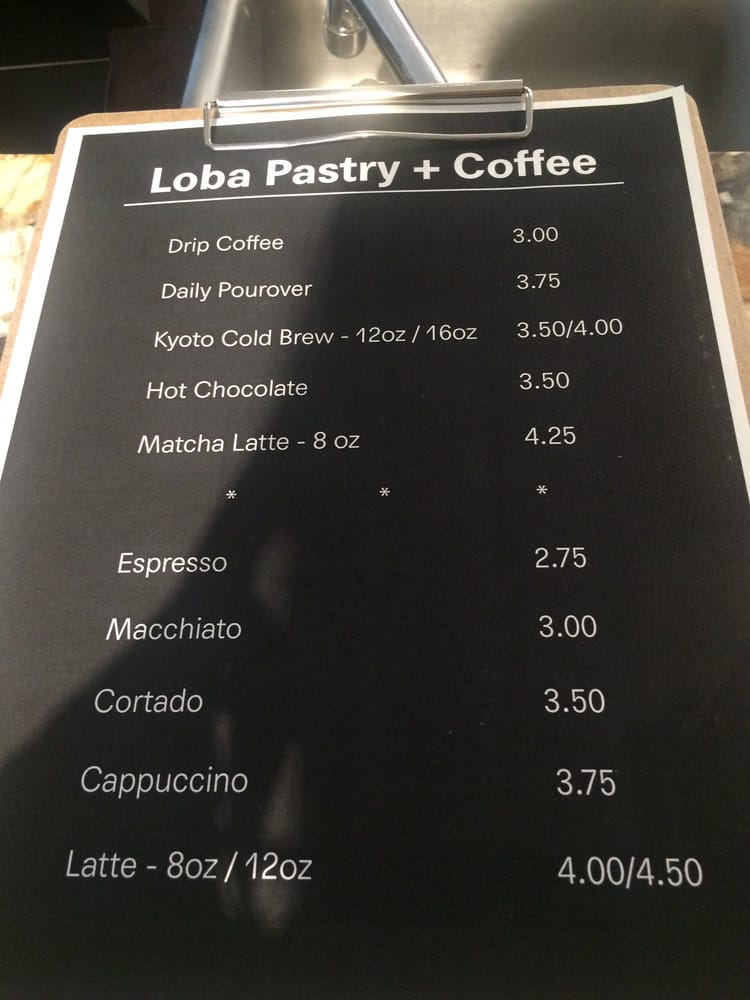 Loba Pastry + Coffee
Drip Coffee 3.00
Daily Pourover 3.75
Kyoto Cold Brew - 12oz / 16oz 3.50/4.00
Hot Chocolate 3.50
Matcha Latte - 8 oz 4.25
* * *
Espresso 2.75
Macchiato 3.00
Cortado 3.50
Cappuccino 3.75
Latte - 8oz / 12oz 4.00/4.50